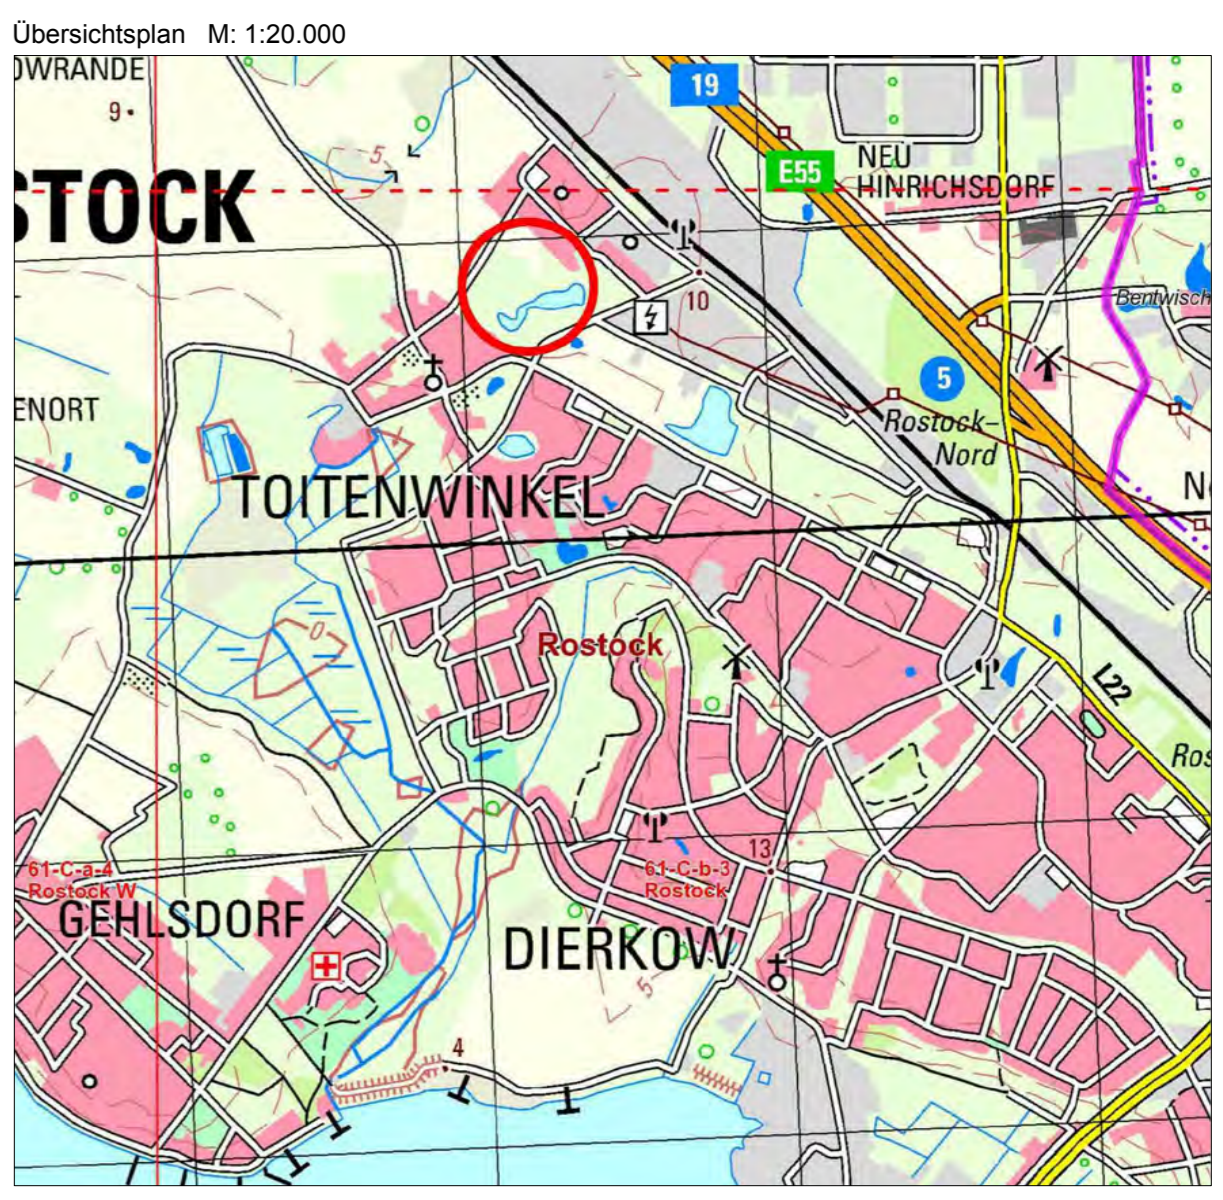 Übersichtsplan M: 1:20.000
OWRANDE
9
19
5
STOCK
E55
NEU
HINRICHSDORF
10
Bentwisch
ENORT
5
Rostock-
Nord
TOITENWINKEL
N
0
Rostock
L22
Ros
13
61-C-a-4
Rostock W
61-C-b-3
Rostock
GEHLSDORF
DIERKOW
5
4